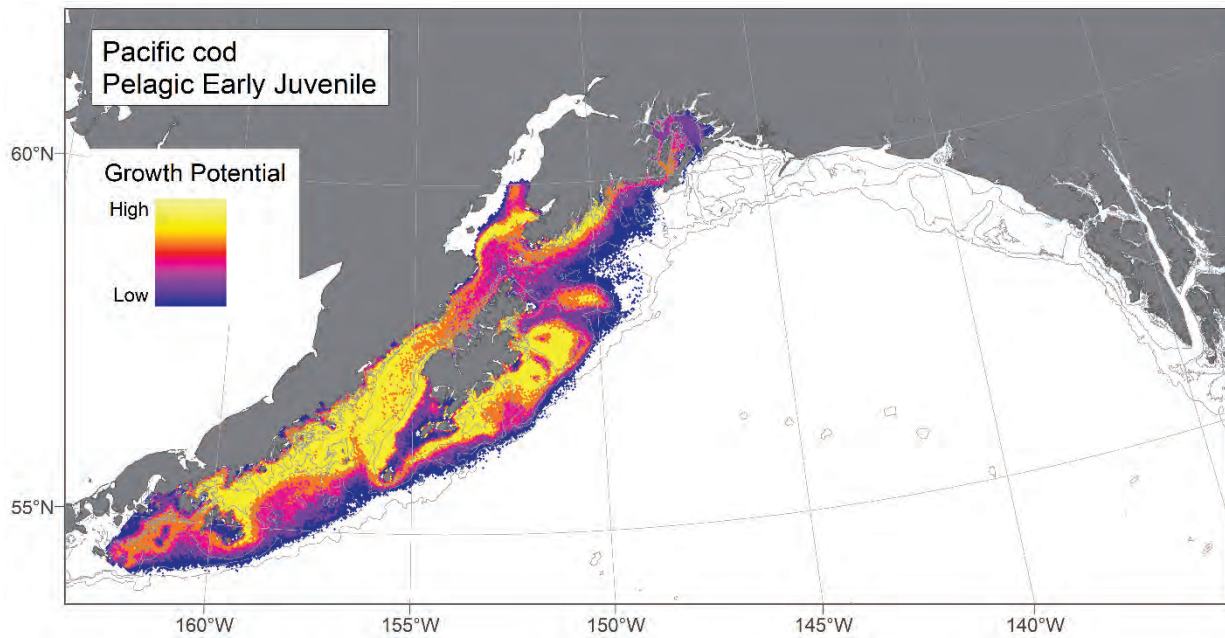 Pacific cod
Pelagic Early Juvenile
60°N
Growth Potential
High
Low
55°N
160°W
155°W
150°W
145°W
140°W